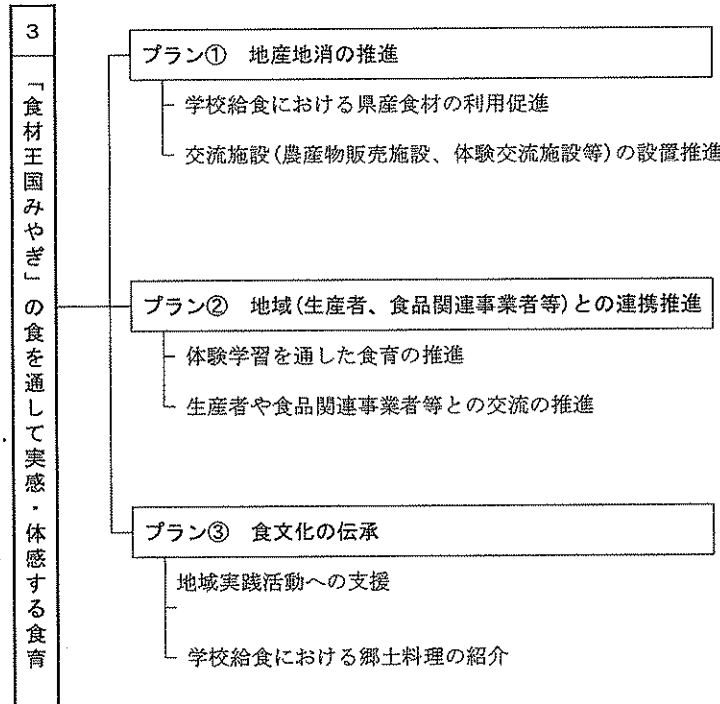 3
「食材王国みやぎ」の食を通して実感・体感する食育
プラン① 地産地消の推進
学校給食における県産食材の利用促進
交流施設(農産物販売施設、体験交流施設等)の設置推進
プラン② 地域(生産者、食品関連事業者等)との連携推進
体験学習を通した食育の推進
生産者や食品関連事業者等との交流の推進
プラン③ 食文化の伝承
地域実践活動への支援
学校給食における郷土料理の紹介